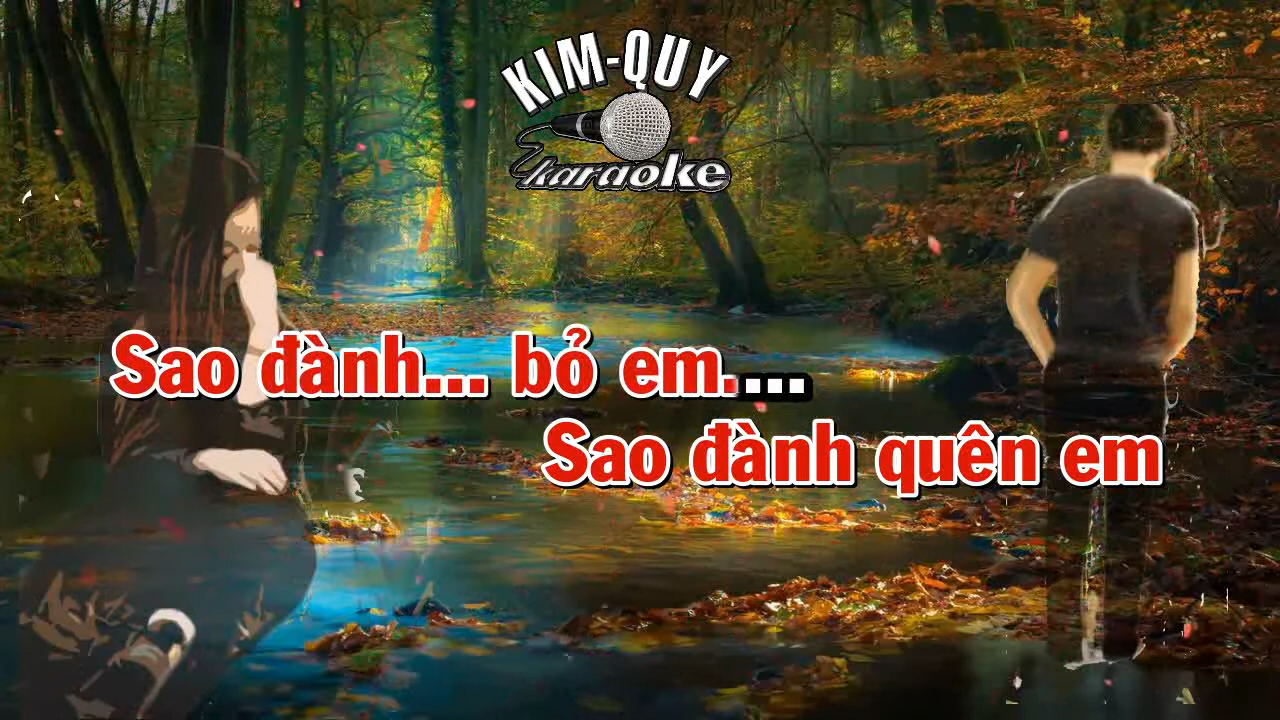 KIM-QUY
karaoke
Sao đành... bỏ em....
Sao đành quên em